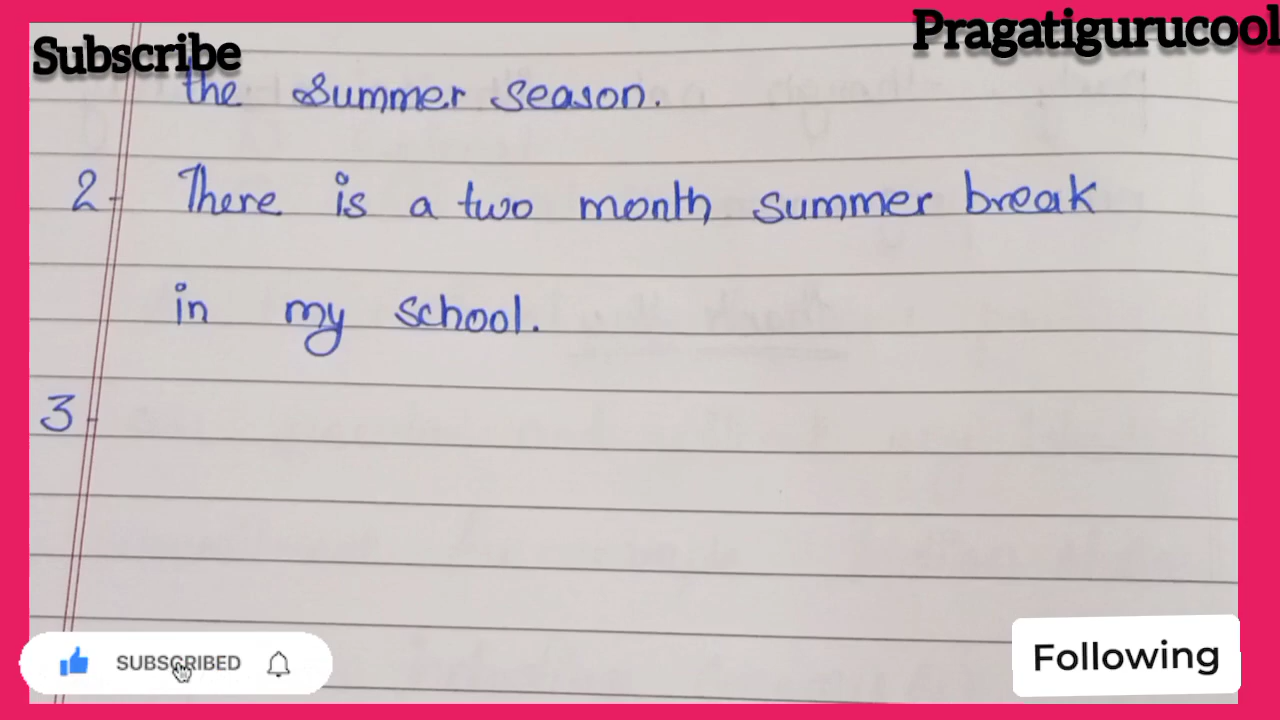 Subscribe
Pragatigurucool
the summer season.
2- There is a two month summer break
in my school.
3-
SUBSCRIBED
Following